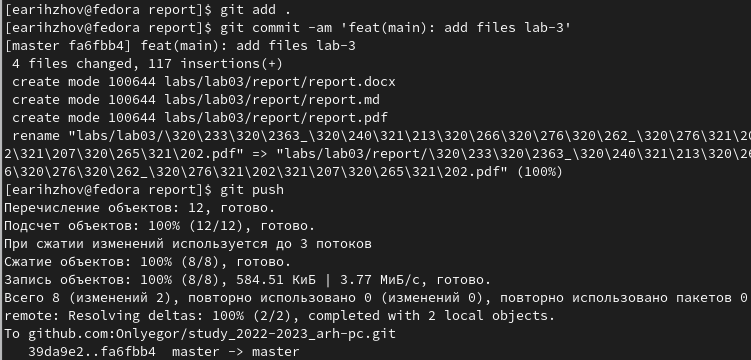 [earihzhov@fedora report]$ git add .
[earihzhov@fedora report]$ git commit -am 'feat(main): add files lab-3'
[master fa6fbb4] feat(main): add files lab-3
 4 files changed, 117 insertions(+)
 create mode 100644 labs/lab03/report/report.docx
 create mode 100644 labs/lab03/report/report.md
 create mode 100644 labs/lab03/report/report.pdf
 rename "labs/lab03/\320\233\320\2363_\320\240\321\213\320\266\320\276\320\262_\320\276\321\20
2\321\207\320\265\321\202.pdf" => "labs/lab03/report/\320\233\320\2363_\320\240\321\213\320\26
6\320\276\320\262_\320\276\321\202\321\207\320\265\321\202.pdf" (100%)
[earihzhov@fedora report]$ git push
Перечисление объектов: 12, готово.
Подсчет объектов: 100% (12/12), готово.
При сжатии изменений используется до 3 потоков
Сжатие объектов: 100% (8/8), готово.
Запись объектов: 100% (8/8), 584.51 КиБ | 3.77 МиБ/с, готово.
Всего 8 (изменений 2), повторно использовано 0 (изменений 0), повторно использовано пакетов 0
remote: Resolving deltas: 100% (2/2), completed with 2 local objects.
To github.com:Onlyegor/study_2022-2023_arh-pc.git
   39da9e2..fa6fbb4  master -> master